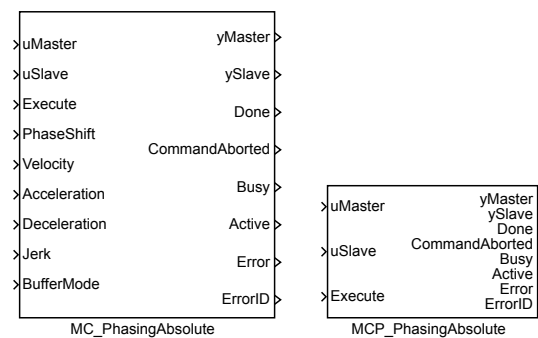 uMaster
uSlave
Execute
PhaseShift
Velocity
Acceleration
Deceleration
Jerk
BufferMode
yMaster
ySlave
Done
CommandAborted
Busy
Active
Error
ErrorID
MC_PhasingAbsolute
uMaster
uSlave
Execute
yMaster
ySlave
Done
CommandAborted
Busy
Active
Error
ErrorID
MCP_PhasingAbsolute